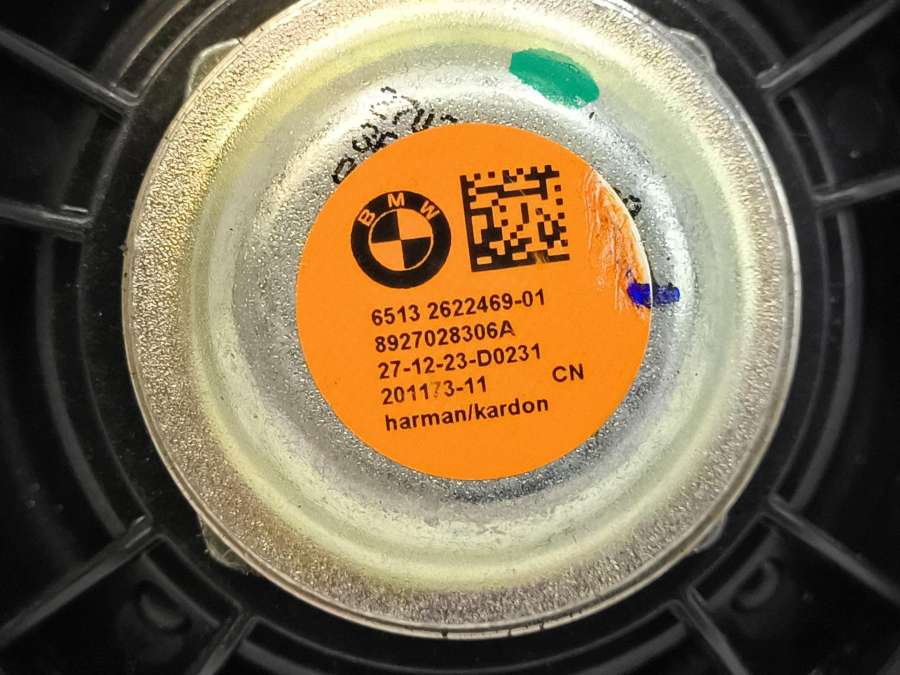 BMW
6513 2622469-01
8927028306A
27-12-23-D0231
201173-11 CN
harman/kardon